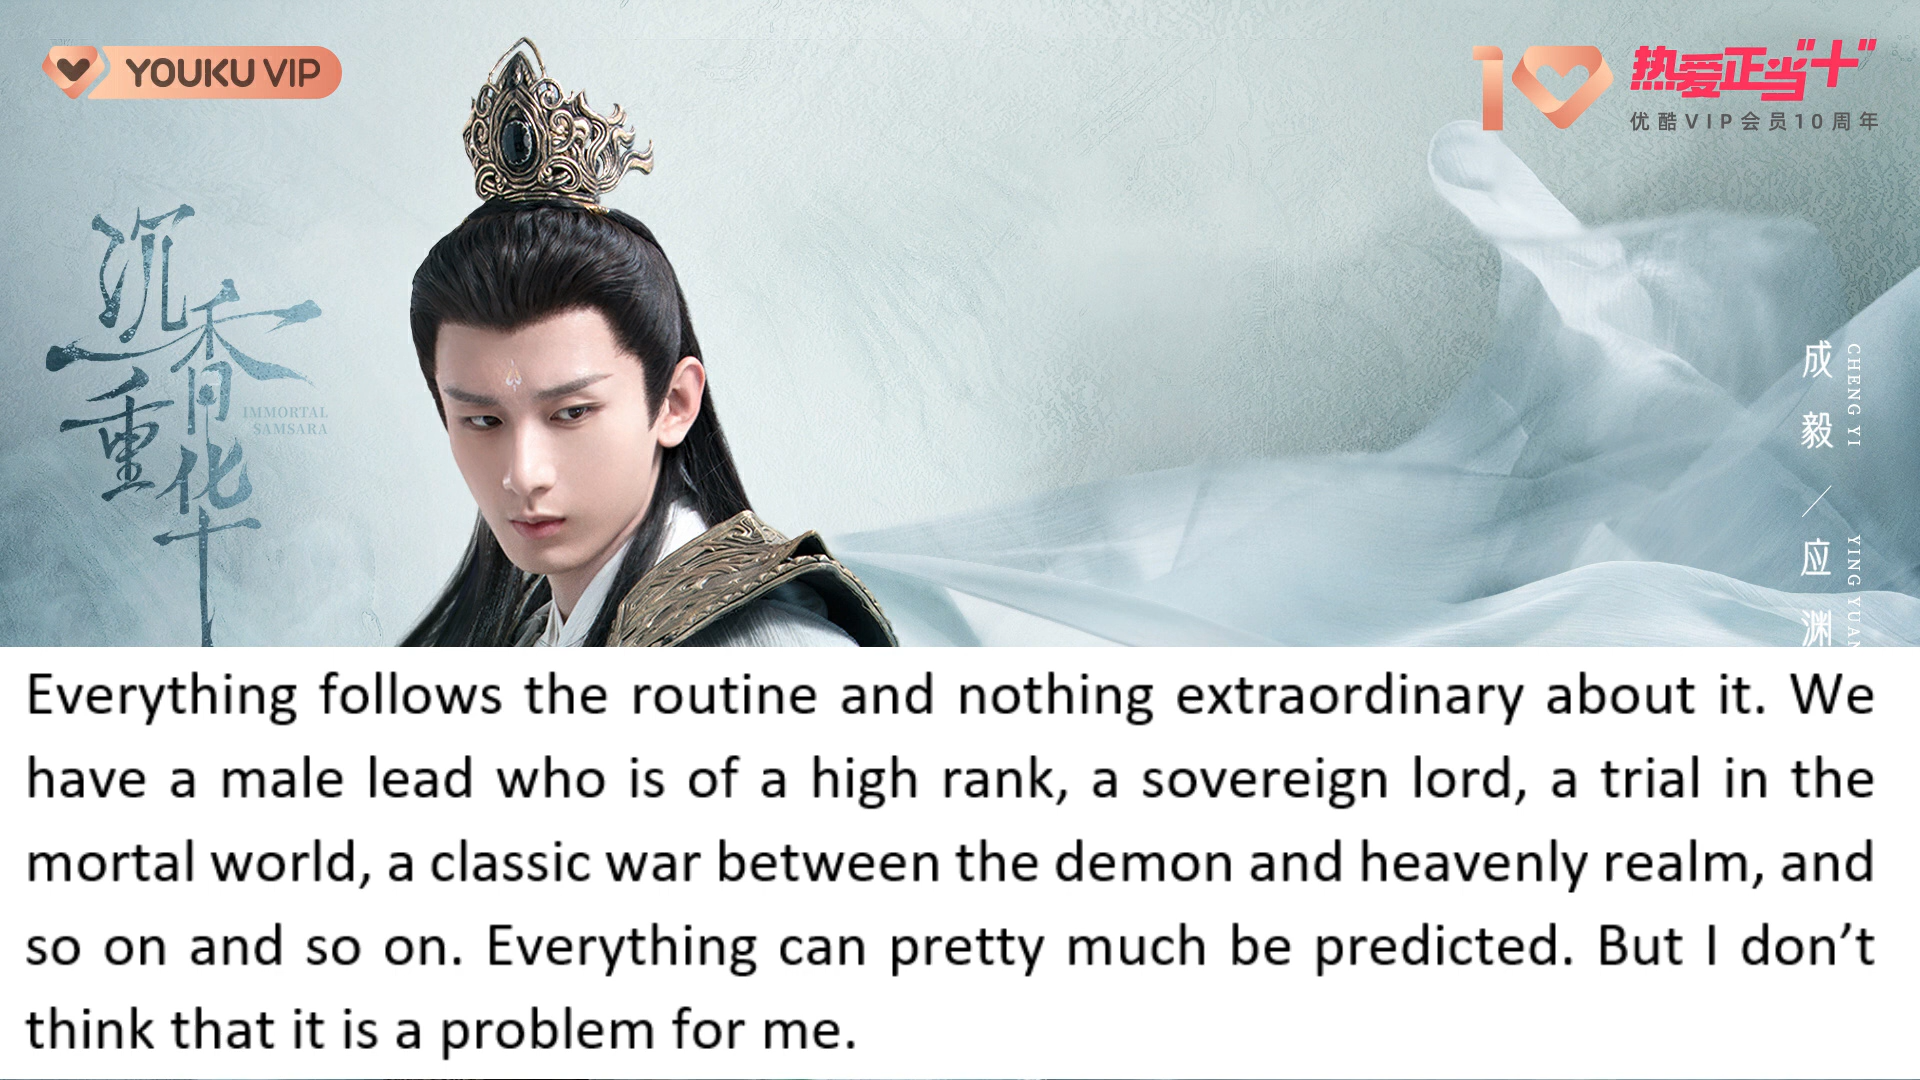 YOUKU VIP
10
热爱正当“十”
优酷VIP会员10周年
沉香重华
IMMORTAL
SAMSARA
成毅/应渊
CHENG YI
YING YUAN
Everything follows the routine and nothing extraordinary about it. We
have a male lead who is of a high rank, a sovereign lord, a trial in the
mortal world, a classic war between the demon and heavenly realm, and
so on and so on. Everything can pretty much be predicted. But I don’t
think that it is a problem for me.